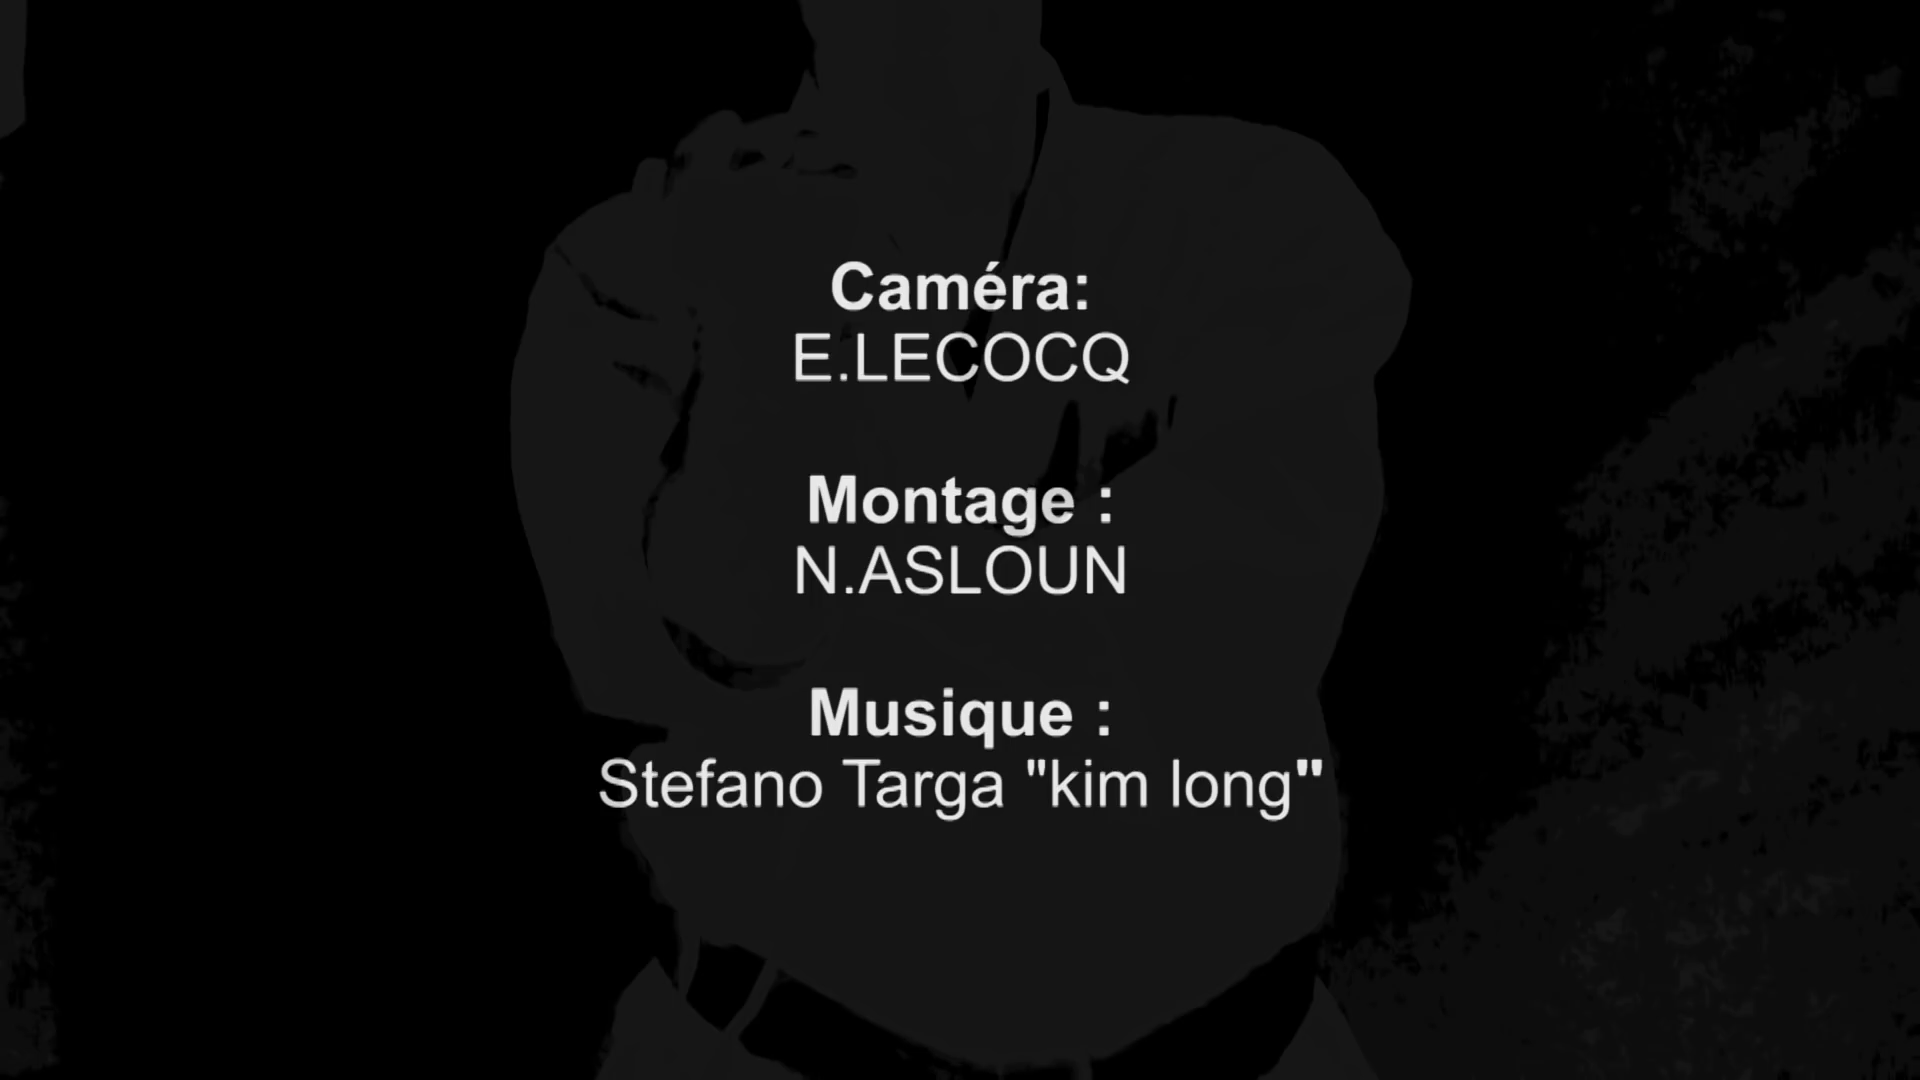 Caméra:
E.LECOCQ
Montage :
N.ASLOUN
Musique :
Stefano Targa "kim long"